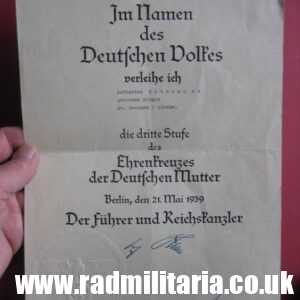 Im Namen
des
Deutschen Volkes
verleihe ich
die dritte Stufe
des
Ehrenkreuzes
der Deutschen Mutter
Berlin, den 21. Mai 1939
Der Führer und Reichskanzler
www.radmilitaria.co.uk